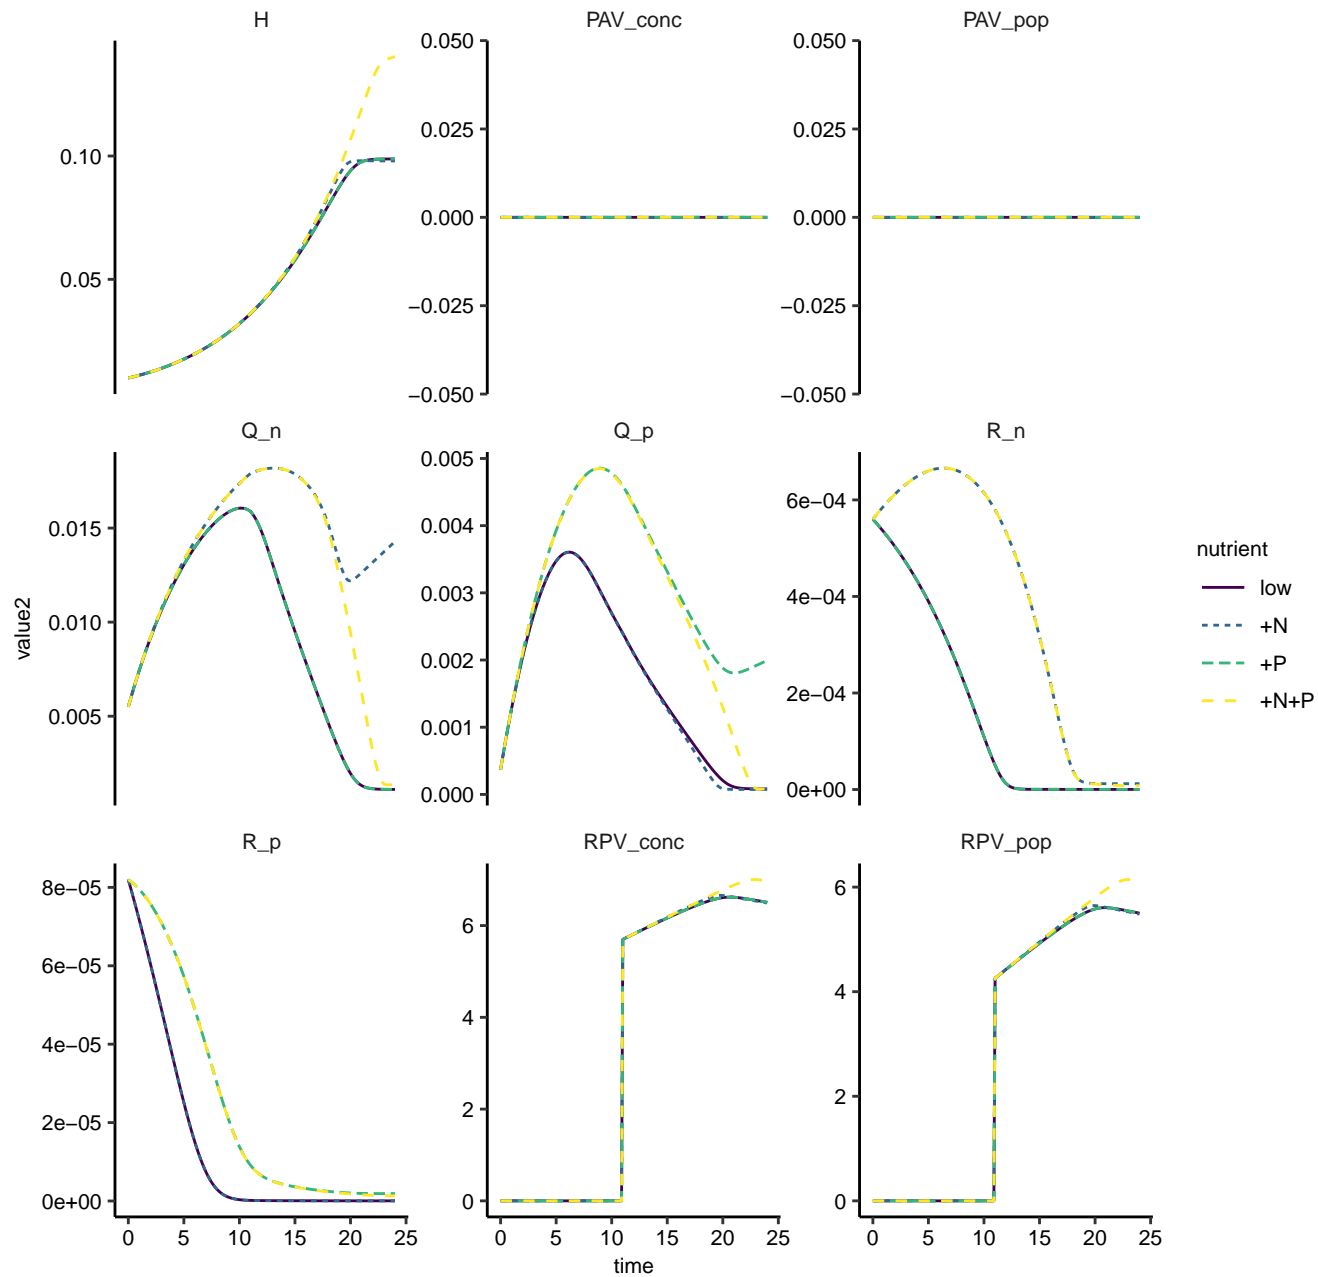 H
PAV_conc
PAV_pop
0.10
0.05
0.050
0.025
0.000
−0.025
−0.050
0.050
0.025
0.000
−0.025
−0.050
Q_n
Q_p
R_n
0.015
0.010
0.005
0.005
0.004
0.003
0.002
0.001
0.000
6e−04
4e−04
2e−04
0e+00
value2
nutrient
low
+N
+P
+N+P
R_p
RPV_conc
RPV_pop
8e−05
6e−05
4e−05
2e−05
0e+00
6
4
2
0
6
4
2
0
0 5 10 15 20 25
0 5 10 15 20 25
0 5 10 15 20 25
time